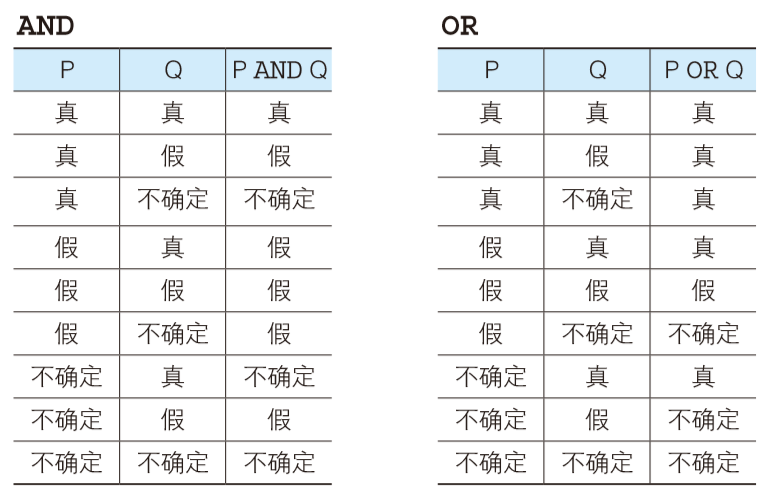 AND
P Q P AND Q
真 真 真
真 假 假
真 不确定 不确定
假 真 假
假 假 假
假 不确定 假
不确定 真 不确定
不确定 假 假
不确定 不确定 不确定
OR
P Q P OR Q
真 真 真
真 假 真
真 不确定 真
假 真 真
假 假 假
假 不确定 不确定
不确定 真 真
不确定 假 不确定
不确定 不确定 不确定